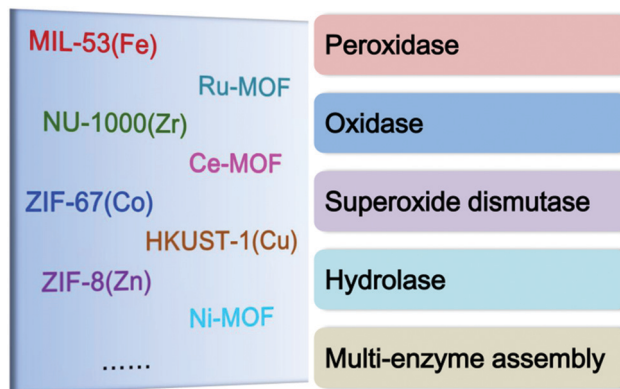 MIL-53(Fe)
Ru-MOF
NU-1000(Zr)
Ce-MOF
ZIF-67(Co)
HKUST-1(Cu)
ZIF-8(Zn)
Ni-MOF
......
Peroxidase
Oxidase
Superoxide dismutase
Hydrolase
Multi-enzyme assembly